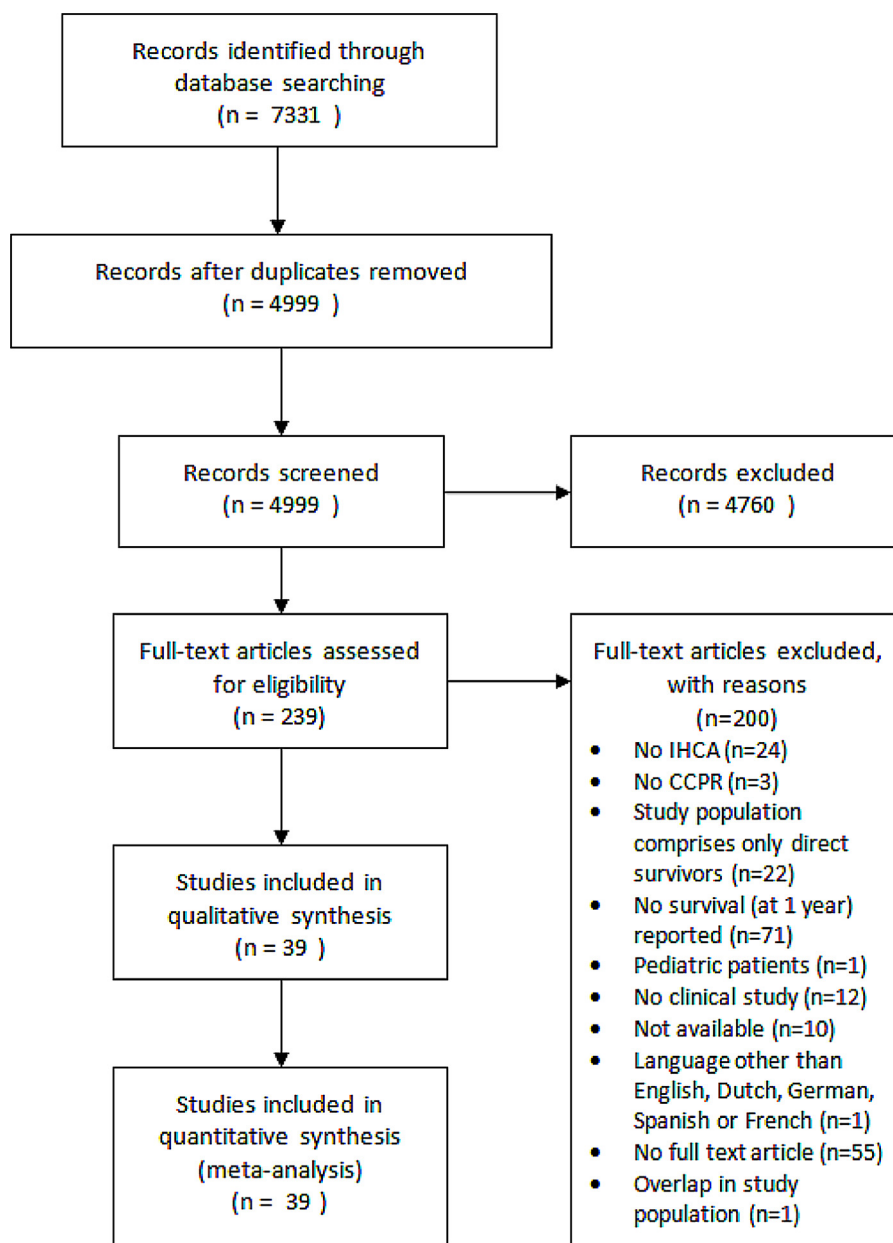 Records identified through
database searching
(n = 7331 )
Records after duplicates removed
(n = 4999 )
Records screened
(n = 4999 )
Records excluded
(n = 4760 )
Full-text articles assessed
for eligibility
(n = 239)
Full-text articles excluded,
with reasons
(n=200)
• No IHCA (n=24)
• No CCPR (n=3)
• Study population
comprises only direct
survivors (n=22)
• No survival (at 1 year)
reported (n=71)
• Pediatric patients (n=1)
• No clinical study (n=12)
• Not available (n=10)
• Language other than
English, Dutch, German,
Spanish or French (n=1)
• No full text article (n=55)
• Overlap in study
population (n=1)
Studies included in
qualitative synthesis
(n = 39 )
Studies included in
quantitative synthesis
(meta-analysis)
(n = 39 )